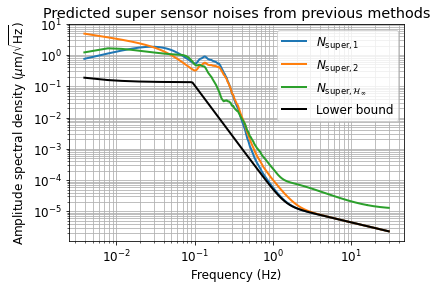 Predicted super sensor noises from previous methods
Amplitude spectral density (μm/√Hz)
10¹
10⁰
10⁻¹
10⁻²
10⁻³
10⁻⁴
10⁻⁵
N_super, 1
N_super, 2
N_super, ℋ∞
Lower bound
10⁻² 10⁻¹ 10⁰ 10¹
Frequency (Hz)